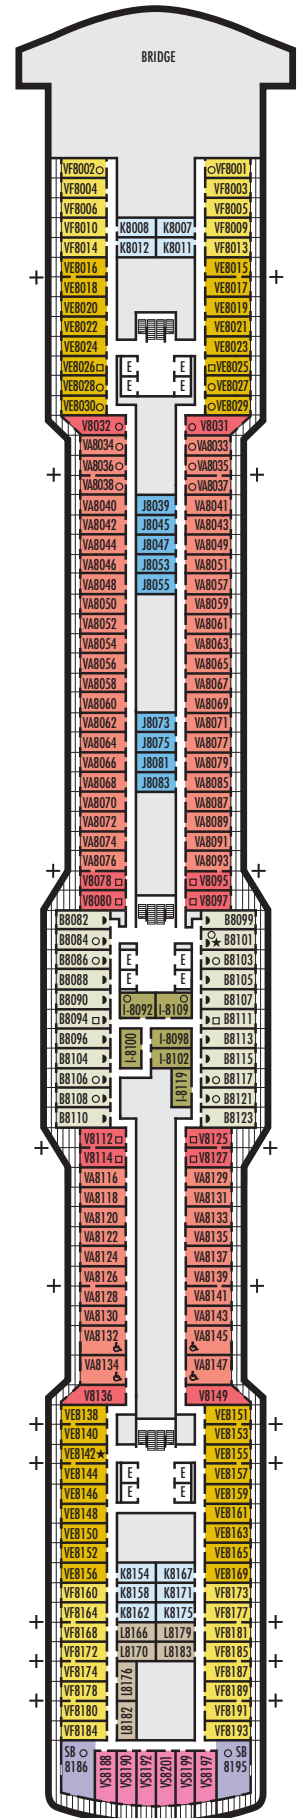 BRIDGE
VF8002 VF8001
VF8004 VF8003
VF8006 VF8005
VF8010 K8008 K8007 VF8009
VF8014 K8012 K8011 VF8013
VE8016 VE8015
VE8018 VE8017
VE8020 VE8019
VE8022 VE8021
VE8024 VE8023
VE8026 E E VE8025
VE8028 E E VE8027
VE8030 VE8029
V8032 V8031
VA8034 VA8033
VA8036 VA8035
VA8038 VA8037
VA8040 J8039 VA8041
VA8042 J8045 VA8043
VA8044 J8047 VA8049
VA8046 J8053 VA8051
VA8048 J8055 VA8057
VA8050 VA8059
VA8052 VA8061
VA8054 VA8063
VA8056 VA8065
VA8058 VA8067
VA8060 VA8069
VA8062 J8073 VA8071
VA8064 J8075 VA8077
VA8066 J8081 VA8079
VA8068 J8083 VA8085
VA8070 VA8087
VA8072 VA8089
VA8074 VA8091
VA8076 VA8093
V8078 V8095
V8080 V8097
B8082 B8099
B8084 B8101
B8086 E E B8103
B8088 E E B8105
B8090 I-8092 I-8109 B8107
B8094 B8111
B8096 I-8100 I-8098 B8113
B8104 I-8102 B8115
B8106 I-8119 B8117
B8108 B8121
B8110 B8123
V8112 V8125
V8114 V8127
VA8116 VA8129
VA8118 VA8131
VA8120 VA8133
VA8122 VA8135
VA8124 VA8137
VA8126 VA8139
VA8128 VA8141
VA8130 VA8143
VA8132 VA8145
VA8134 VA8147
V8136 V8149
VE8138 VE8151
VE8140 VE8153
VE8142 VE8155
VE8144 E E VE8157
VE8146 E E VE8159
VE8148 VE8161
VE8150 VE8163
VE8152 VE8165
VE8156 K8154 K8167 VE8169
VF8160 K8158 K8171 VF8173
VF8164 K8162 K8175 VF8177
VF8168 L8166 L8179 VF8181
VF8172 L8170 L8183 VF8185
VF8174 L8176 VF8187
VF8178 VF8189
VF8180 L8182 VF8191
VF8184 VF8193
SB 8186 VS8188 VS8190 VS8192 VS8201 VS8199 VS8197 SB 8195